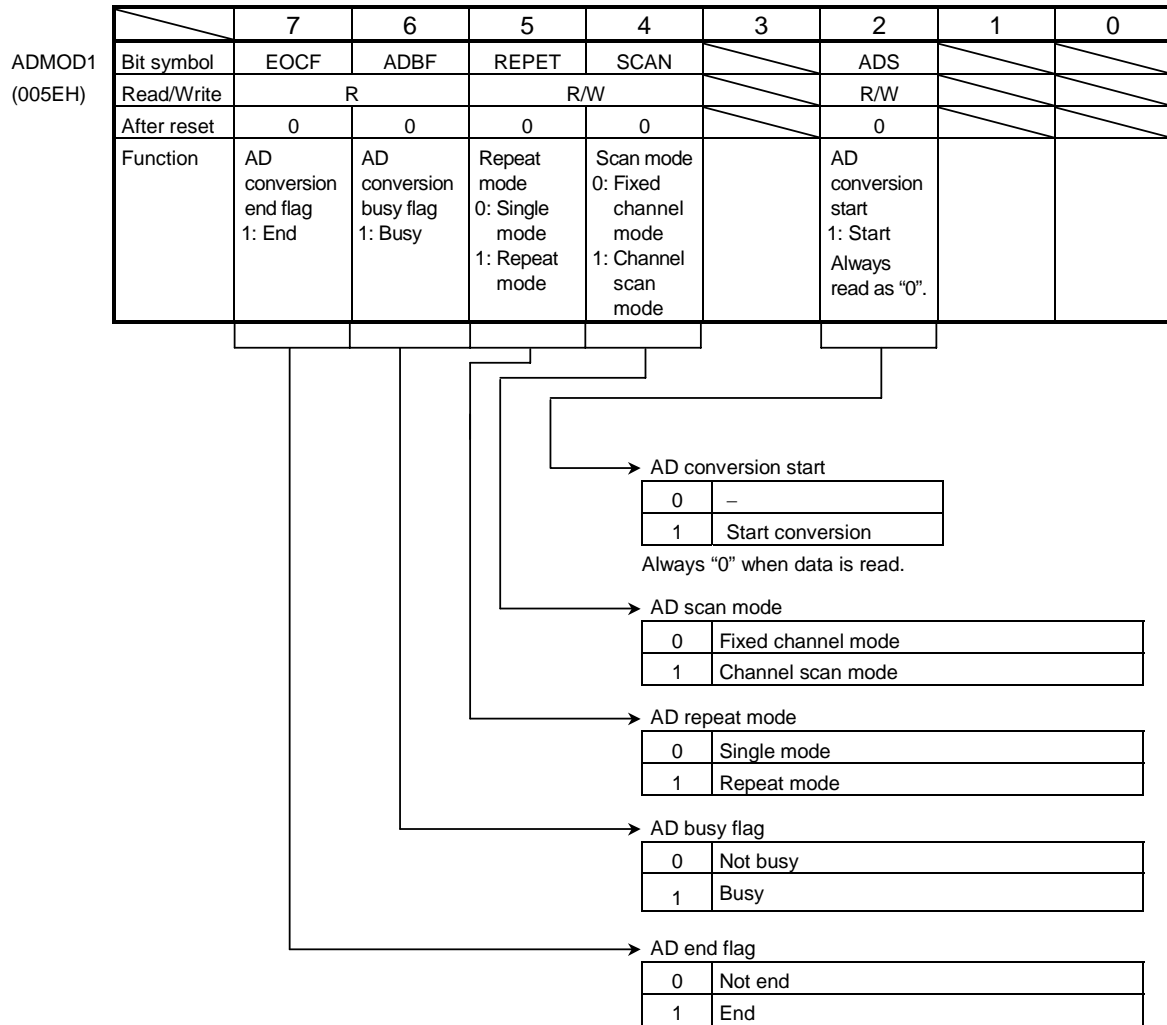 7 6 5 4 3 2 1 0
ADMOD1 Bit symbol EOCF ADBF REPET SCAN ADS
(005EH) Read/Write R R/W R/W
After reset 0 0 0 0 0
Function AD Repeat Scan mode AD
AD
conversion
end flag
1: End
AD
conversion
busy flag
1: Busy
Repeat
mode
0: Single
mode
1: Repeat
mode
Scan mode
0: Fixed
channel
mode
1: Channel
scan
mode
AD
conversion
start
1: Start
Always
read as “0”.
AD conversion start
0 –
1 Start conversion
Always “0” when data is read.
AD scan mode
0 Fixed channel mode
1 Channel scan mode
AD repeat mode
0 Single mode
1 Repeat mode
AD busy flag
0 Not busy
1 Busy
AD end flag
0 Not end
1 End